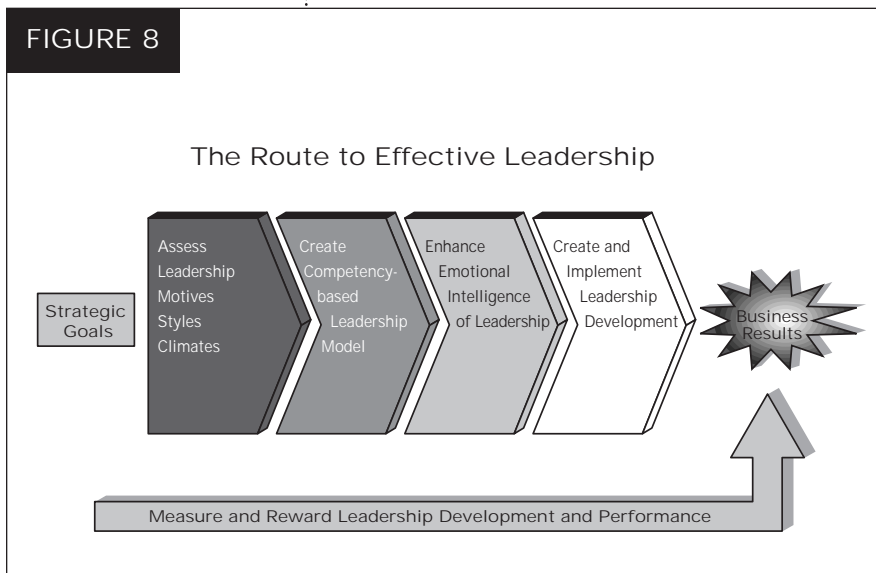 FIGURE 8
The Route to Effective Leadership
Strategic
Goals
Assess
Leadership
Motives
Styles
Climates
Create
Competency-
based
Leadership
Model
Enhance
Emotional
Intelligence
of Leadership
Create and
Implement
Leadership
Development
Business
Results
Measure and Reward Leadership Development and Performance